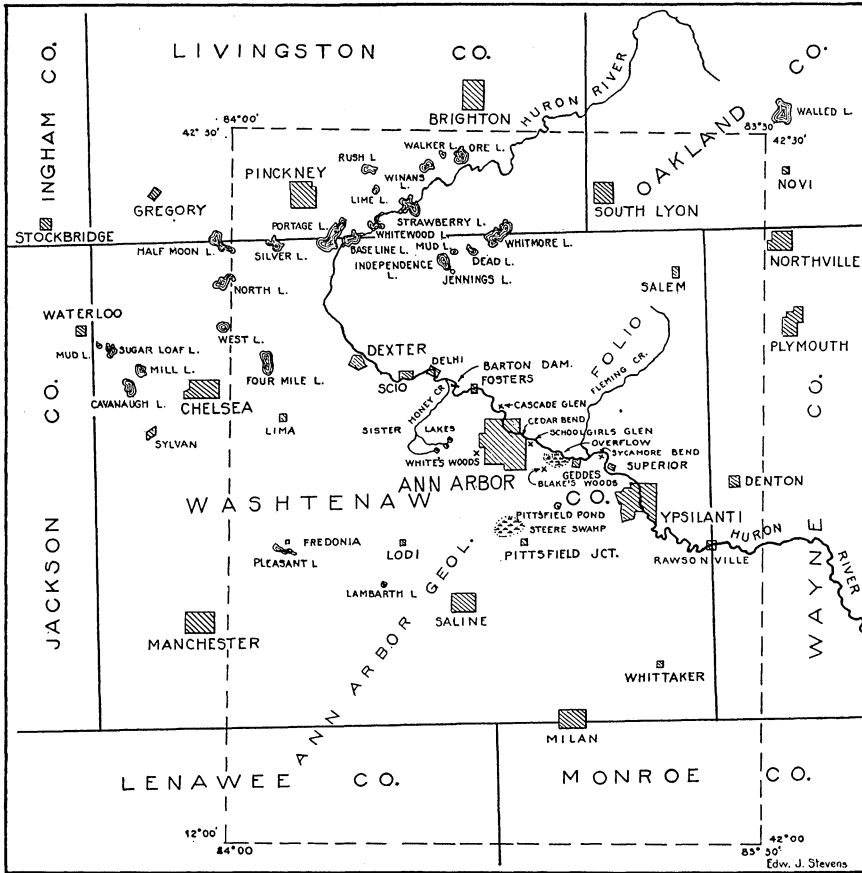 LIVINGSTON CO.
INGHAM CO.
OAKLAND CO.
HURON RIVER
BRIGHTON
84°00'
42°30'
83°30'
42°30'
WALLED L.
WALKER L.
ORE L.
RUSH L
WINANS L.
PINCKNEY
LIME L.
NOVI
GREGORY
SOUTH LYON
STOCKBRIDGE
PORTAGE L.
STRAWBERRY L.
WHITEWOOD L.
HALF MOON L.
SILVER L.
BASE LINE L.
MUD L.
WHITMORE L.
NORTHVILLE
INDEPENDENCE L.
DEAD L.
JENNINGS L.
NORTH L.
SALEM
WATERLOO
PLYMOUTH
WEST L.
MUD L.
SUGAR LOAF L.
DEXTER
DELHI
FOLIO
MILL L.
FOUR MILE L.
SCIO
BARTON DAM.
FOSTERS
FLEMING CR.
CAVANAUGH L.
CHELSEA
MONEY CR.
CASCADE GLEN
CEDAR BEND
SYLVAN
LIMA
SISTER LAKES
SCHOOL GIRLS GLEN
OVERFLOW
SYCAMORE BEND
WHITE'S WOODS
GEDDES
SUPERIOR
ANN ARBOR
BLAKE'S WOODS
DENTON
WASHTENAW CO.
PITTSFIELD POND
YPSILANTI
STEERE SWAMP
FREDONIA
LODI
PITTSFIELD JCT.
HURON RIVER
PLEASANT L
RAWSONVILLE
LAMBARTH L
JACKSON CO.
WAYNE CO.
ANN ARBOR GEOL.
SALINE
MANCHESTER
WHITTAKER
MILAN
LENAWEE CO.
MONROE CO.
12°00'
84°00
42°00
83°30'
Edw. J. Stevens